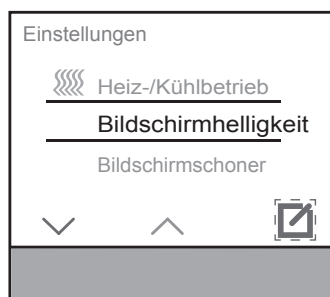 Einstellungen
Heiz-/Kühlbetrieb
Bildschirmhelligkeit
Bildschirmschoner